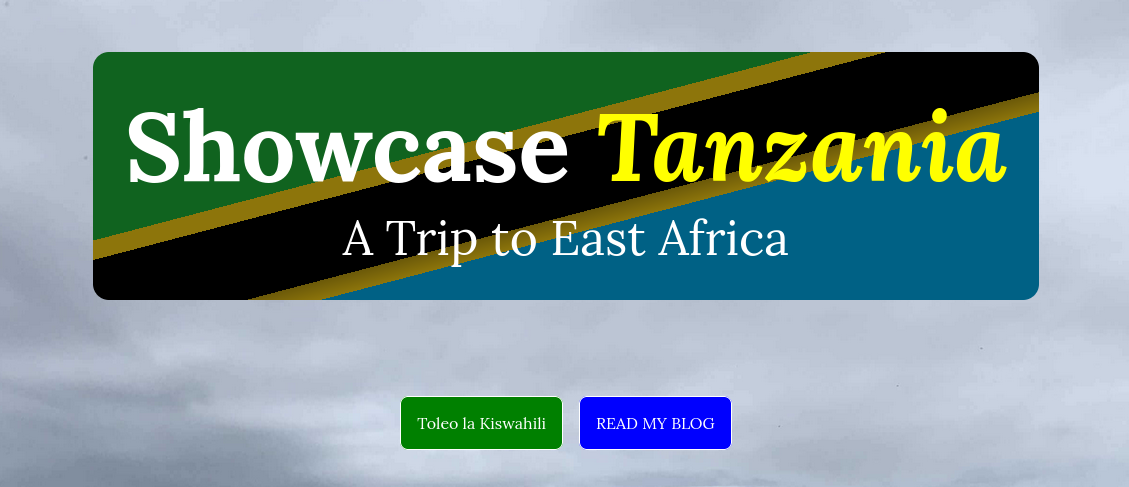 Showcase Tanzania
A Trip to East Africa
Toleo la Kiswahili
READ MY BLOG